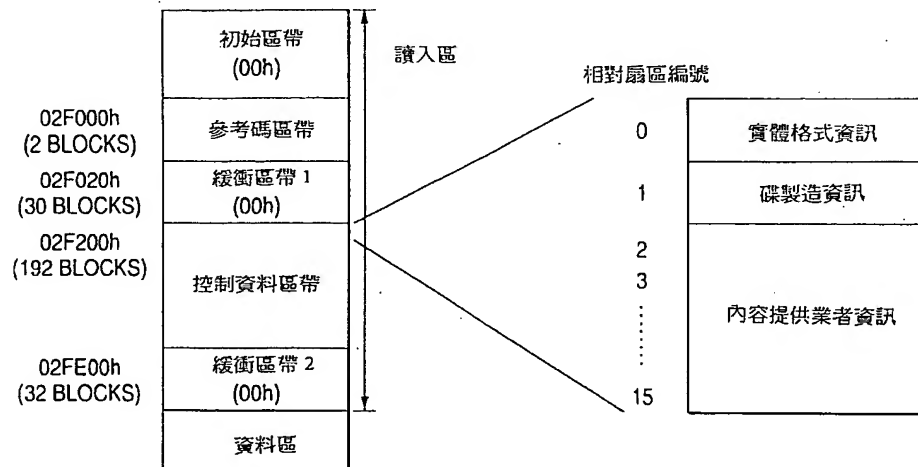 初始區帶
(00h)
讀入區
相對扇區編號
02F000h
(2 BLOCKS)
參考碼區帶
0
實體格式資訊
02F020h
(30 BLOCKS)
緩衝區帶 1
(00h)
1
碟製造資訊
02F200h
(192 BLOCKS)
控制資料區帶
2
3
內容提供業者資訊
15
02FE00h
(32 BLOCKS)
緩衝區帶 2
(00h)
資料區